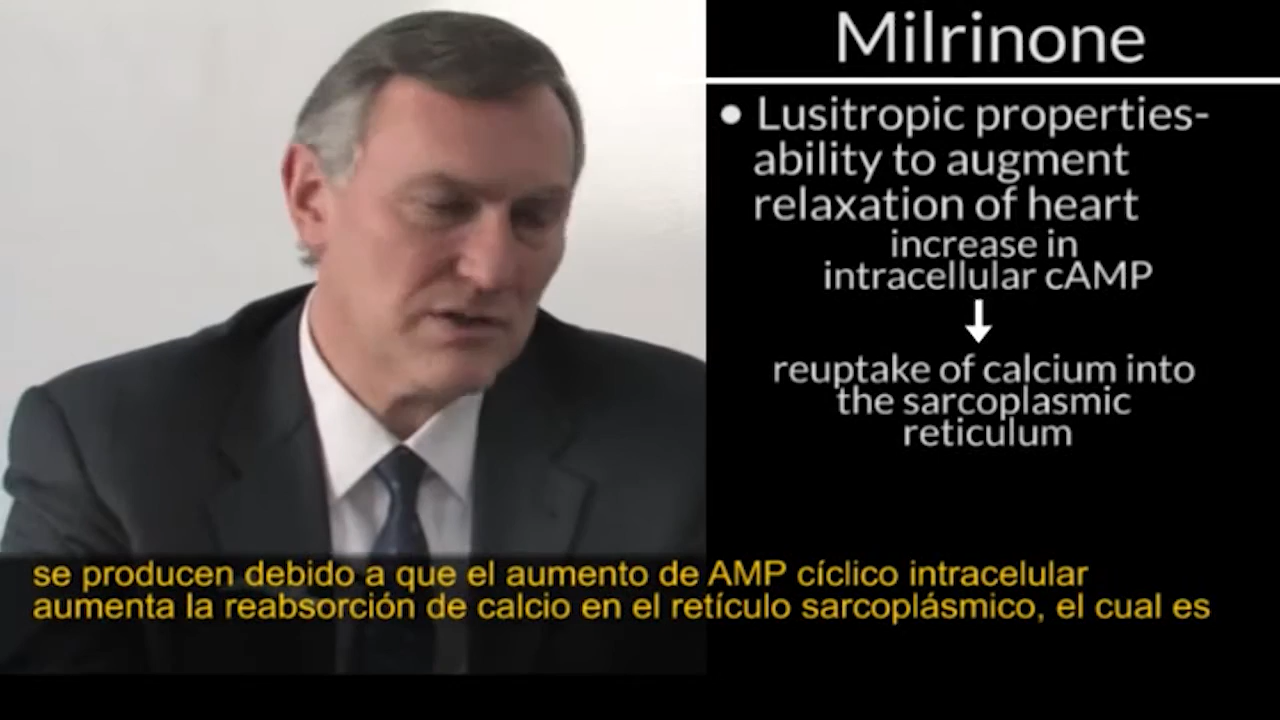 Milrinone
• Lusitropic properties-
ability to augment
relaxation of heart
increase in
intracellular cAMP
reuptake of calcium into
the sarcoplasmic
reticulum
se producen debido a que el aumento de AMP cíclico intracelular
aumenta la reabsorción de calcio en el retículo sarcoplásmico, el cual es